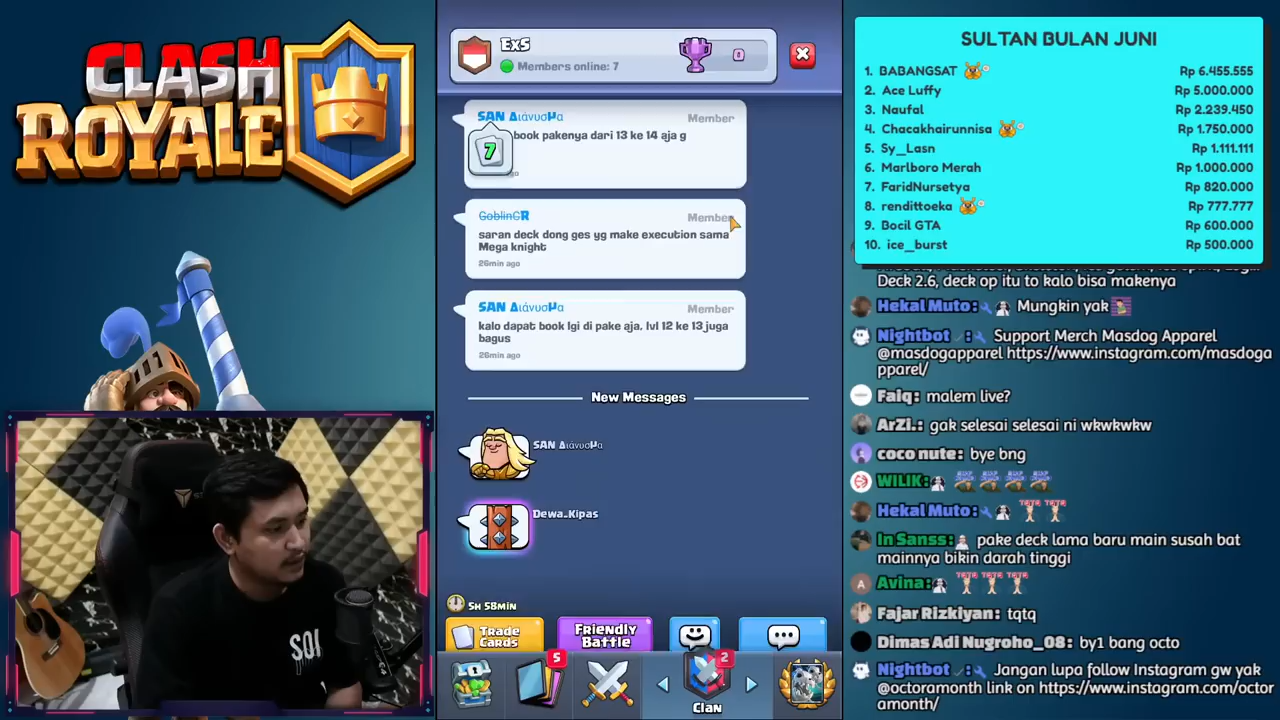 CLASH
ROYALE
ExS
Members online: 7
0
SAN Διάνυσμα
Member
book pakenya dari 13 ke 14 aja g
7
GoblinGR
Member
saran deck dong ges yg make execution sama
Mega knight
26min ago
SAN Διάνυσμα
Member
kalo dapat book lgi di pake aja, lvl 12 ke 13 juga
bagus
26min ago
New Messages
SAN Διάνυσμα
Dewa_Kipas
5H 58MIN
Trade
Cards
Friendly
Battle
5
2
Clan
SULTAN BULAN JUNI
1. BABANGSAT Rp 6.455.555
2. Ace Luffy Rp 5.000.000
3. Naufal Rp 2.239.450
4. Chacakhairunnisa Rp 1.750.000
5. Sy_Lasn Rp 1.111.111
6. Marlboro Merah Rp 1.000.000
7. FaridNursetya Rp 820.000
8. rendittoeka Rp 777.777
9. Bocil GTA Rp 600.000
10. ice_burst Rp 500.000
Deck 2.6, deck op itu to kalo bisa makenya
Hekal Muto: Mungkin yak
Nightbot: Support Merch Masdog Apparel
@masdogapparel https://www.instagram.com/masdoga
pparel/
Faiq: malem live?
ArZi.: gak selesai selesai ni wkwkwkw
coco nute: bye bng
WILIK:
Hekal Muto:
In Sanss: pake deck lama baru main susah bat
mainnya bikin darah tinggi
Avina:
Fajar Rizkiyan: tqtq
Dimas Adi Nugroho_08: by1 bang octo
Nightbot: Jangan lupa follow Instagram gw yak
@octoramonth link on https://www.instagram.com/octor
amonth/